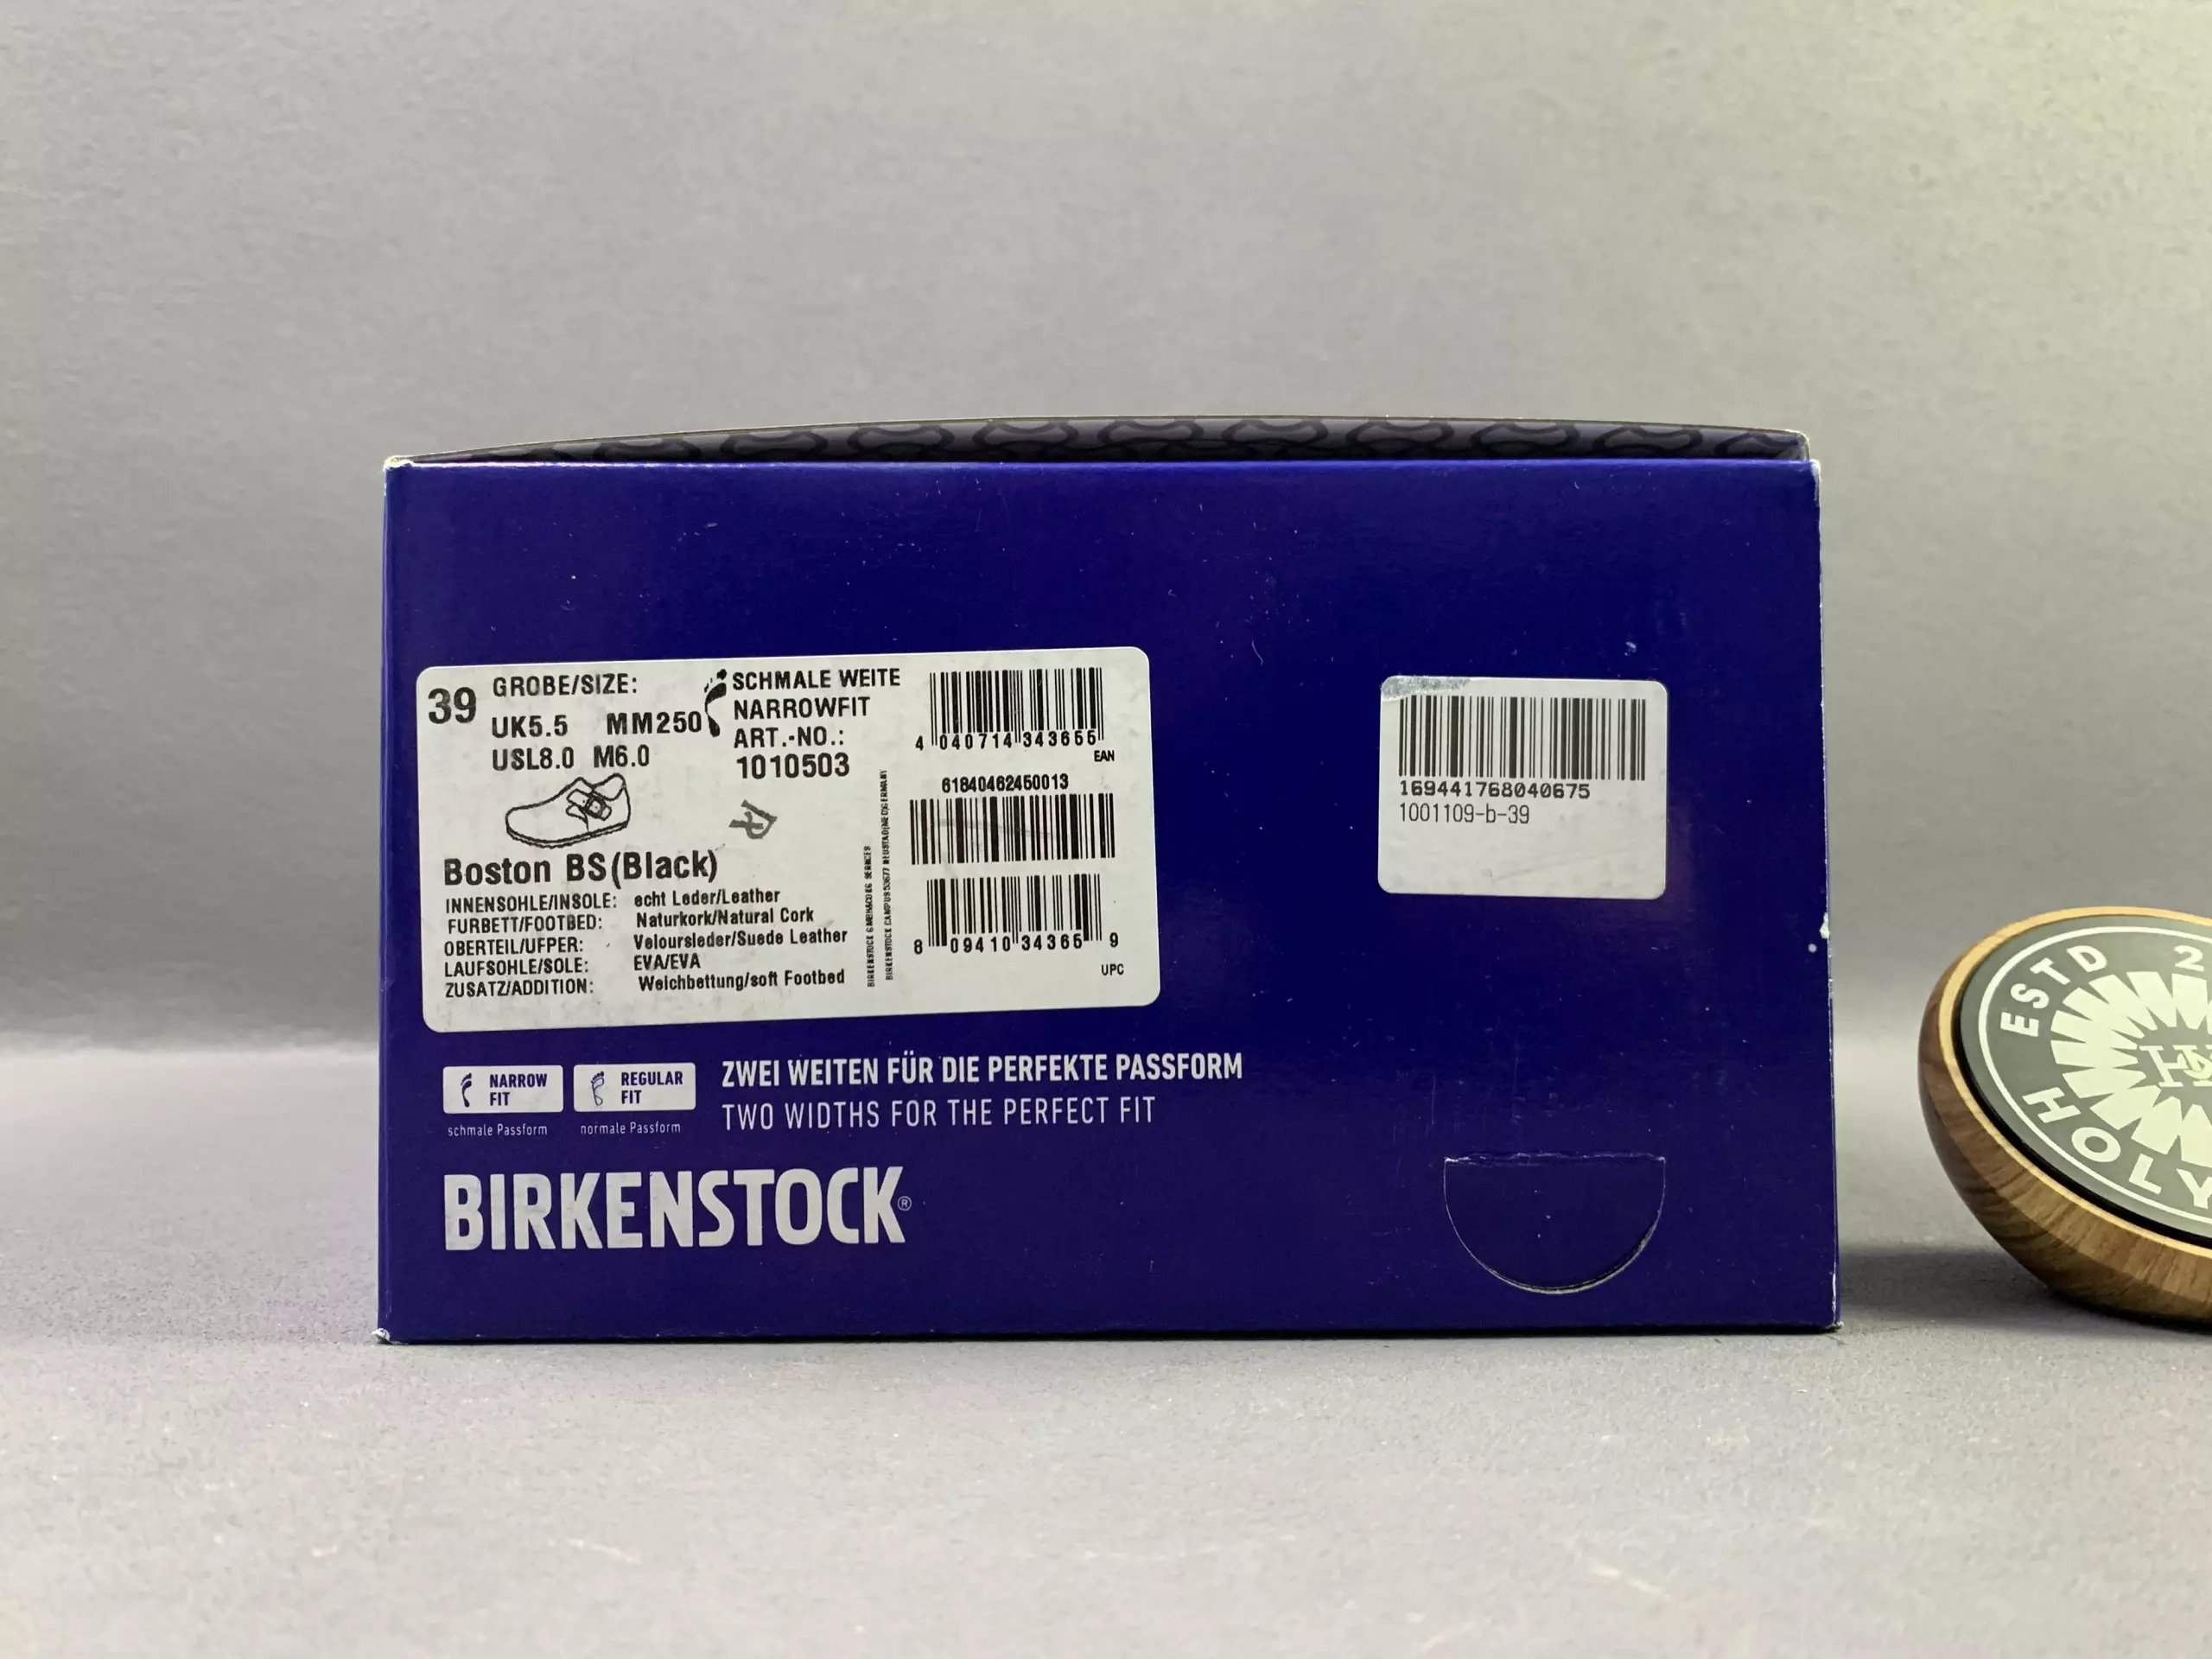 39
GROBE/SIZE:
UK5.5 MM250
USL8.0 M6.0
SCHMALE WEITE
NARROWFIT
ART.-NO.:
1010503
Boston BS(Black)
INNENSOHLE/INSOLE: echt Leder/Leather
FURBETT/FOOTBED: Naturkork/Natural Cork
OBERTEIL/UFPER: Veloursleder/Suede Leather
LAUFSOHLE/SOLE: EVA/EVA
ZUSATZ/ADDITION: Weichbettung/soft Footbed
4 040714 343655
EAN
61840462450013
8 09410 34365 9
UPC
169441768040675
1001109-b-39
NARROW
FIT
schmale Passform
REGULAR
FIT
normale Passform
ZWEI WEITEN FÜR DIE PERFEKTE PASSFORM
TWO WIDTHS FOR THE PERFECT FIT
BIRKENSTOCK®
ESTD 2
HOLY